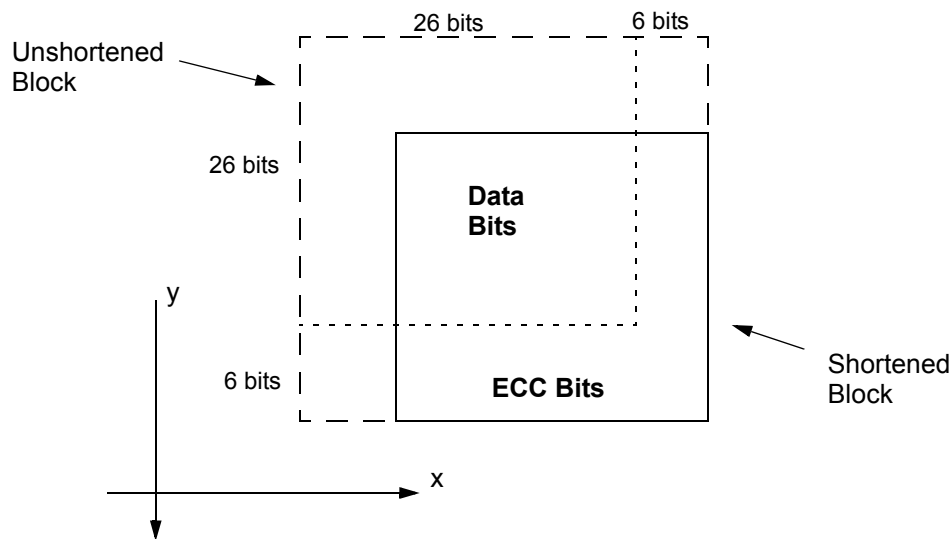 26 bits
6 bits
Unshortened
Block
26 bits
Data
Bits
y
6 bits
ECC Bits
Shortened
Block
x